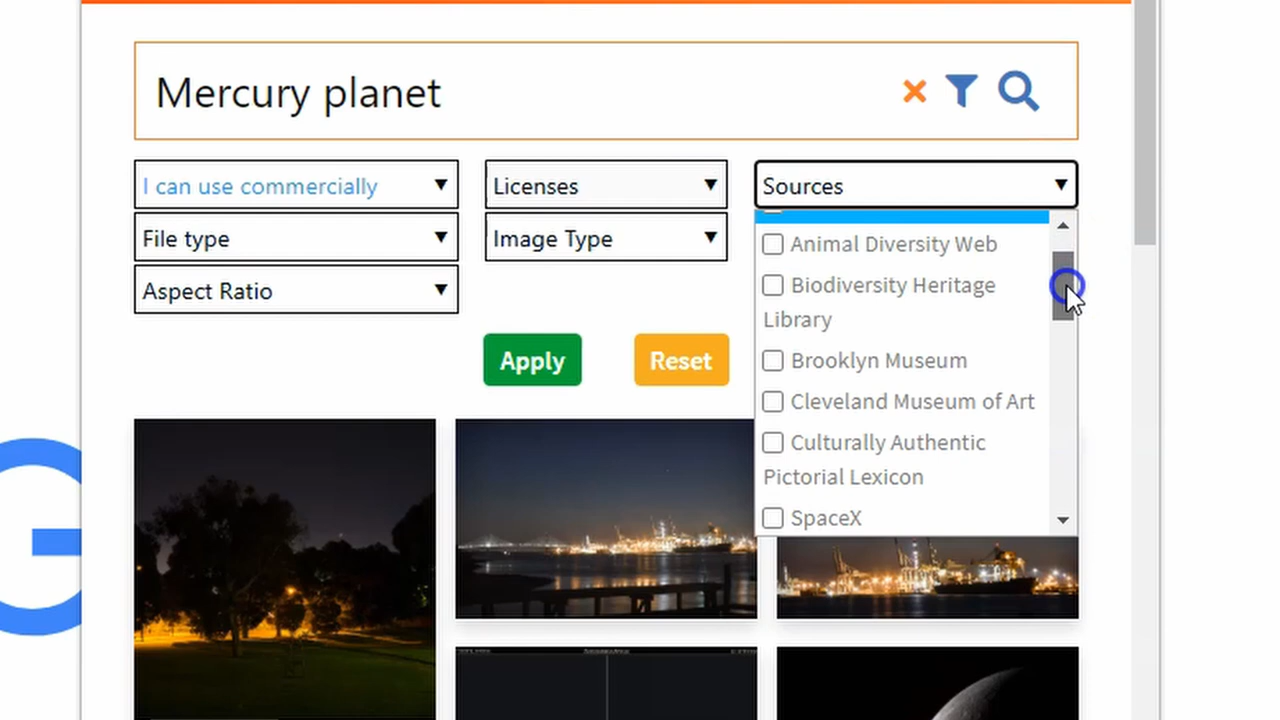 Mercury planet
I can use commercially
Licenses
Sources
File type
Image Type
Aspect Ratio
Animal Diversity Web
Biodiversity Heritage
Library
Brooklyn Museum
Cleveland Museum of Art
Culturally Authentic
Pictorial Lexicon
SpaceX
Apply
Reset